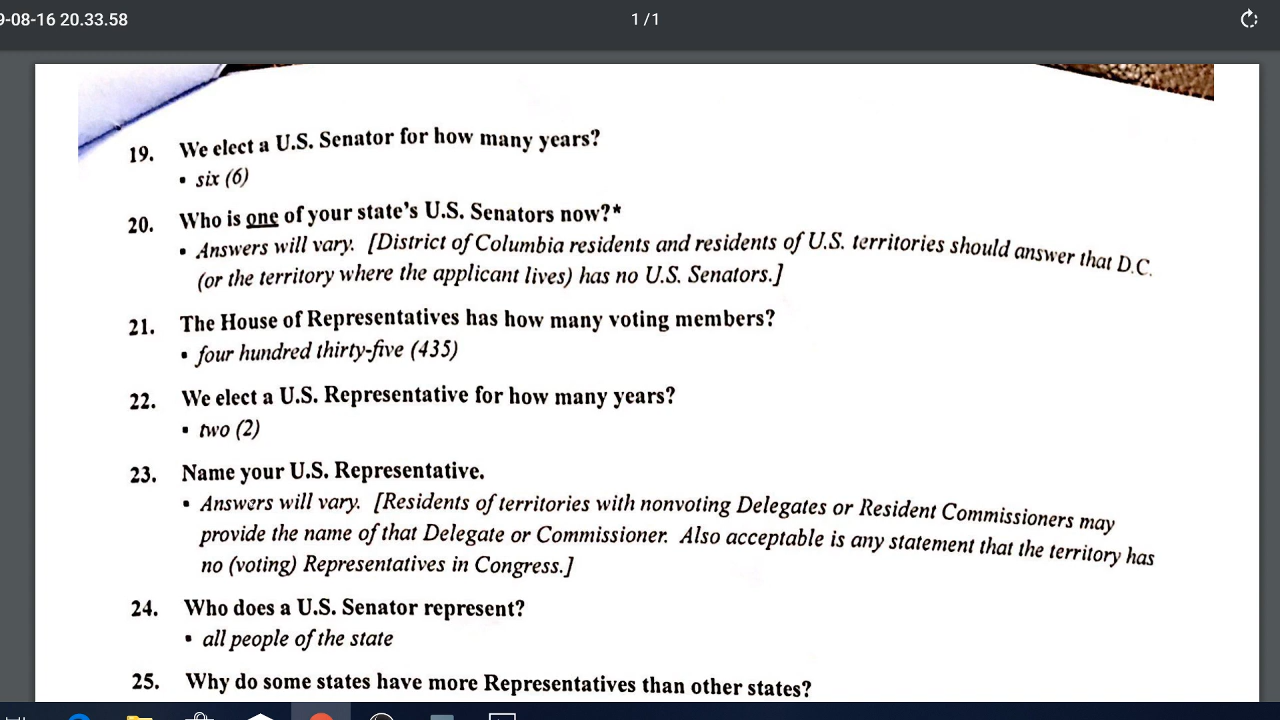 9-08-16 20.33.58
1 / 1
19. We elect a U.S. Senator for how many years?
▪ six (6)
20. Who is one of your state's U.S. Senators now?*
▪ Answers will vary. [District of Columbia residents and residents of U.S. territories should answer that D.C.
(or the territory where the applicant lives) has no U.S. Senators.]
21. The House of Representatives has how many voting members?
▪ four hundred thirty-five (435)
22. We elect a U.S. Representative for how many years?
▪ two (2)
23. Name your U.S. Representative.
▪ Answers will vary. [Residents of territories with nonvoting Delegates or Resident Commissioners may
provide the name of that Delegate or Commissioner. Also acceptable is any statement that the territory has
no (voting) Representatives in Congress.]
24. Who does a U.S. Senator represent?
▪ all people of the state
25. Why do some states have more Representatives than other states?